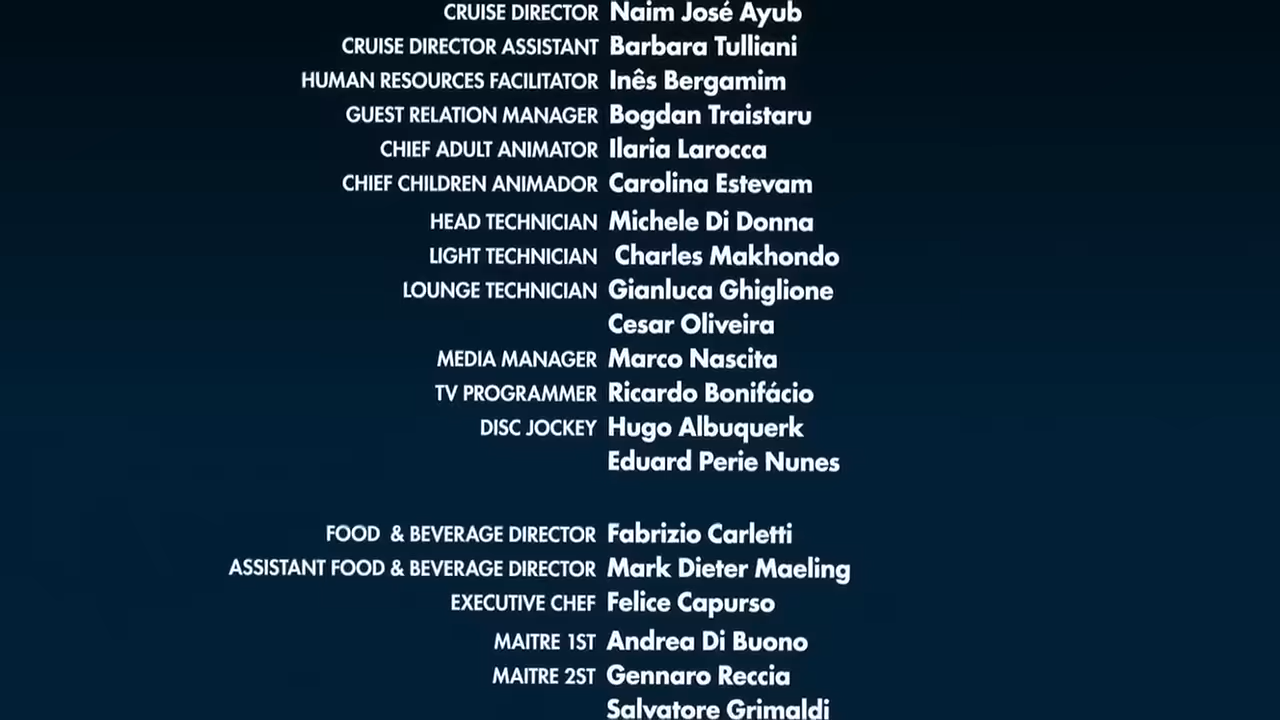 CRUISE DIRECTOR Naim José Ayub
CRUISE DIRECTOR ASSISTANT Barbara Tulliani
HUMAN RESOURCES FACILITATOR Inês Bergamim
GUEST RELATION MANAGER Bogdan Traistaru
CHIEF ADULT ANIMATOR Ilaria Larocca
CHIEF CHILDREN ANIMADOR Carolina Estevam
HEAD TECHNICIAN Michele Di Donna
LIGHT TECHNICIAN Charles Makhondo
LOUNGE TECHNICIAN Gianluca Ghiglione
Cesar Oliveira
MEDIA MANAGER Marco Nascita
TV PROGRAMMER Ricardo Bonifácio
DISC JOCKEY Hugo Albuquerk
Eduard Perie Nunes
FOOD & BEVERAGE DIRECTOR Fabrizio Carletti
ASSISTANT FOOD & BEVERAGE DIRECTOR Mark Dieter Maeling
EXECUTIVE CHEF Felice Capurso
MAITRE 1ST Andrea Di Buono
MAITRE 2ST Gennaro Reccia
Salvatore Grimaldi